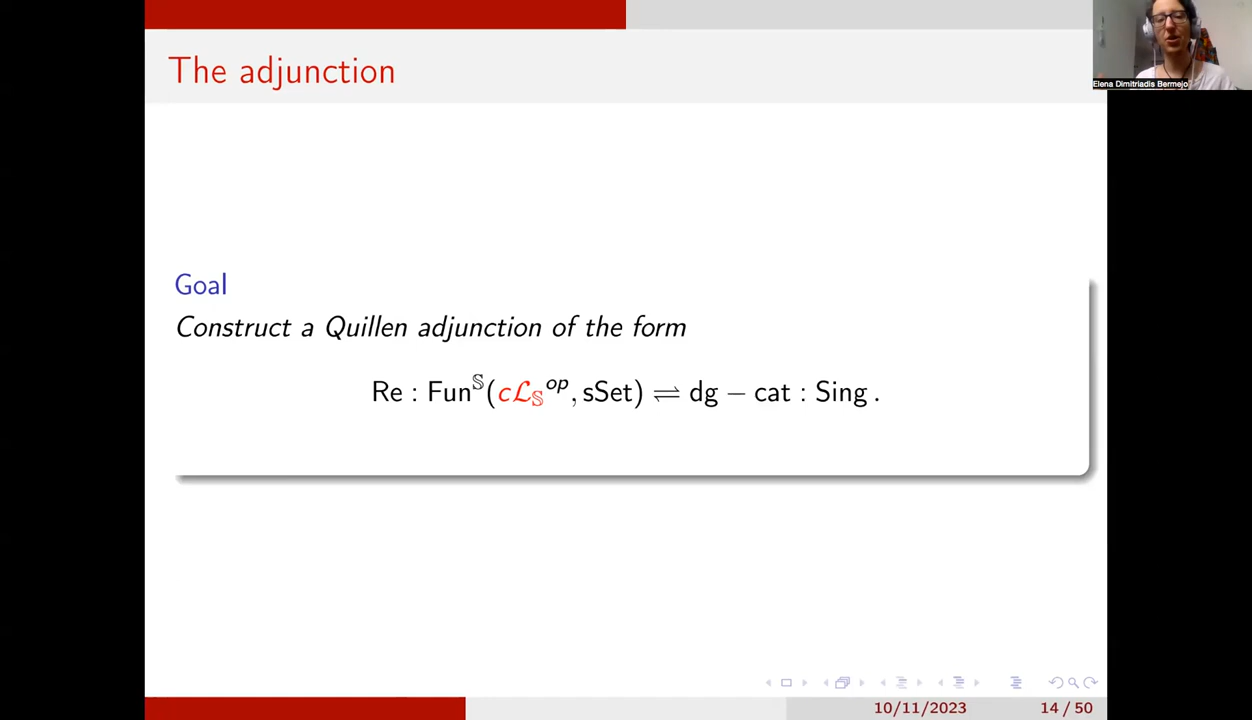 The adjunction
Elena Dimitriadis Bermejo
Goal
Construct a Quillen adjunction of the form
Re : Fun^𝕊(cℒ_𝕊^op, sSet) ⇌ dg − cat : Sing .
10/11/2023 14 / 50